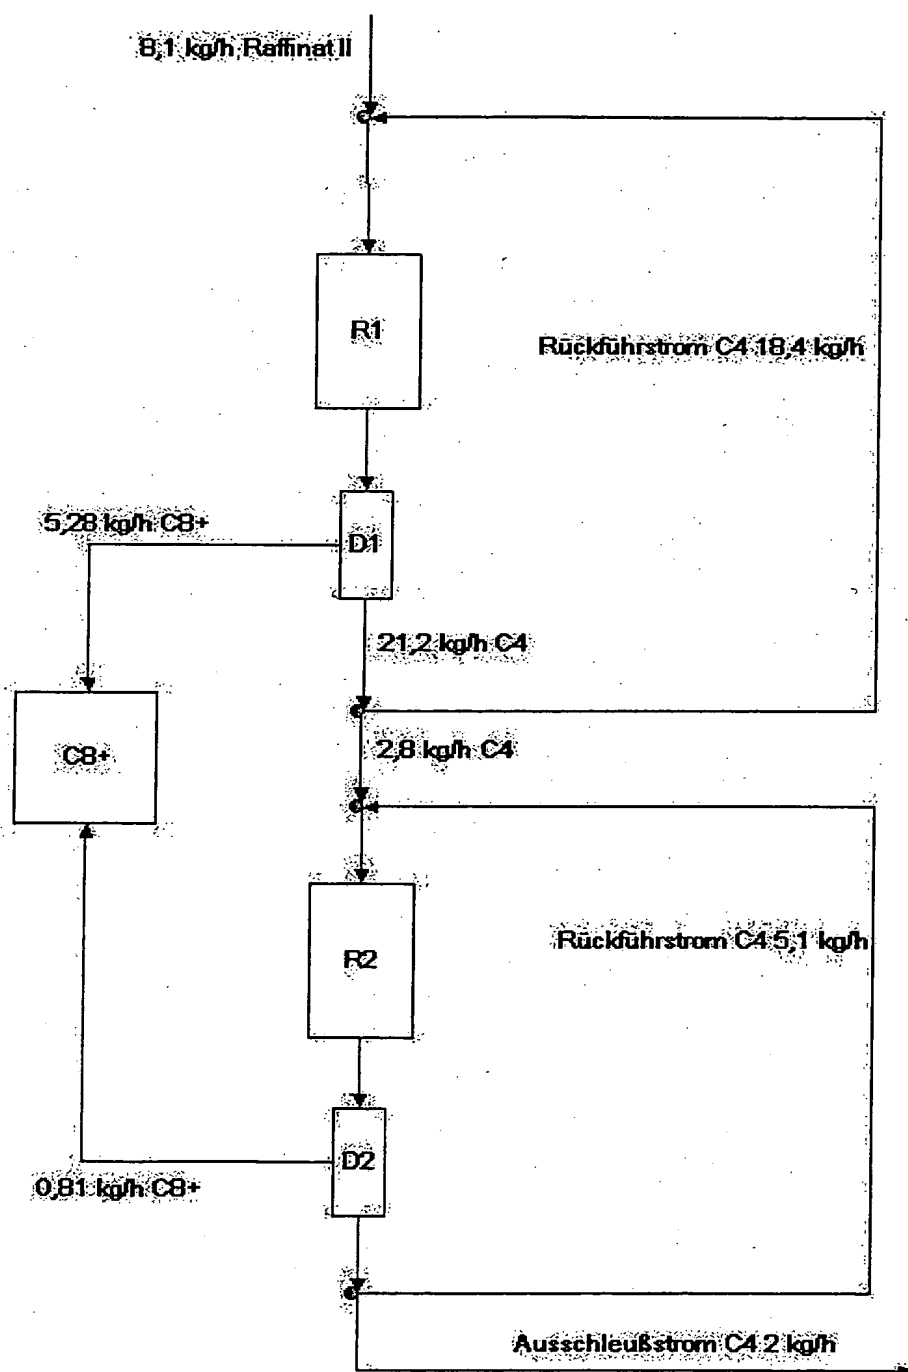 8,1 kg/h Raffinat II
R1
Rückführstrom C4 18,4 kg/h
5,28 kg/h C8+
D1
21,2 kg/h C4
C8+
2,8 kg/h C4
R2
Rückführstrom C4 5,1 kg/h
D2
0,81 kg/h C8+
Ausschleußstrom C4 2 kg/h